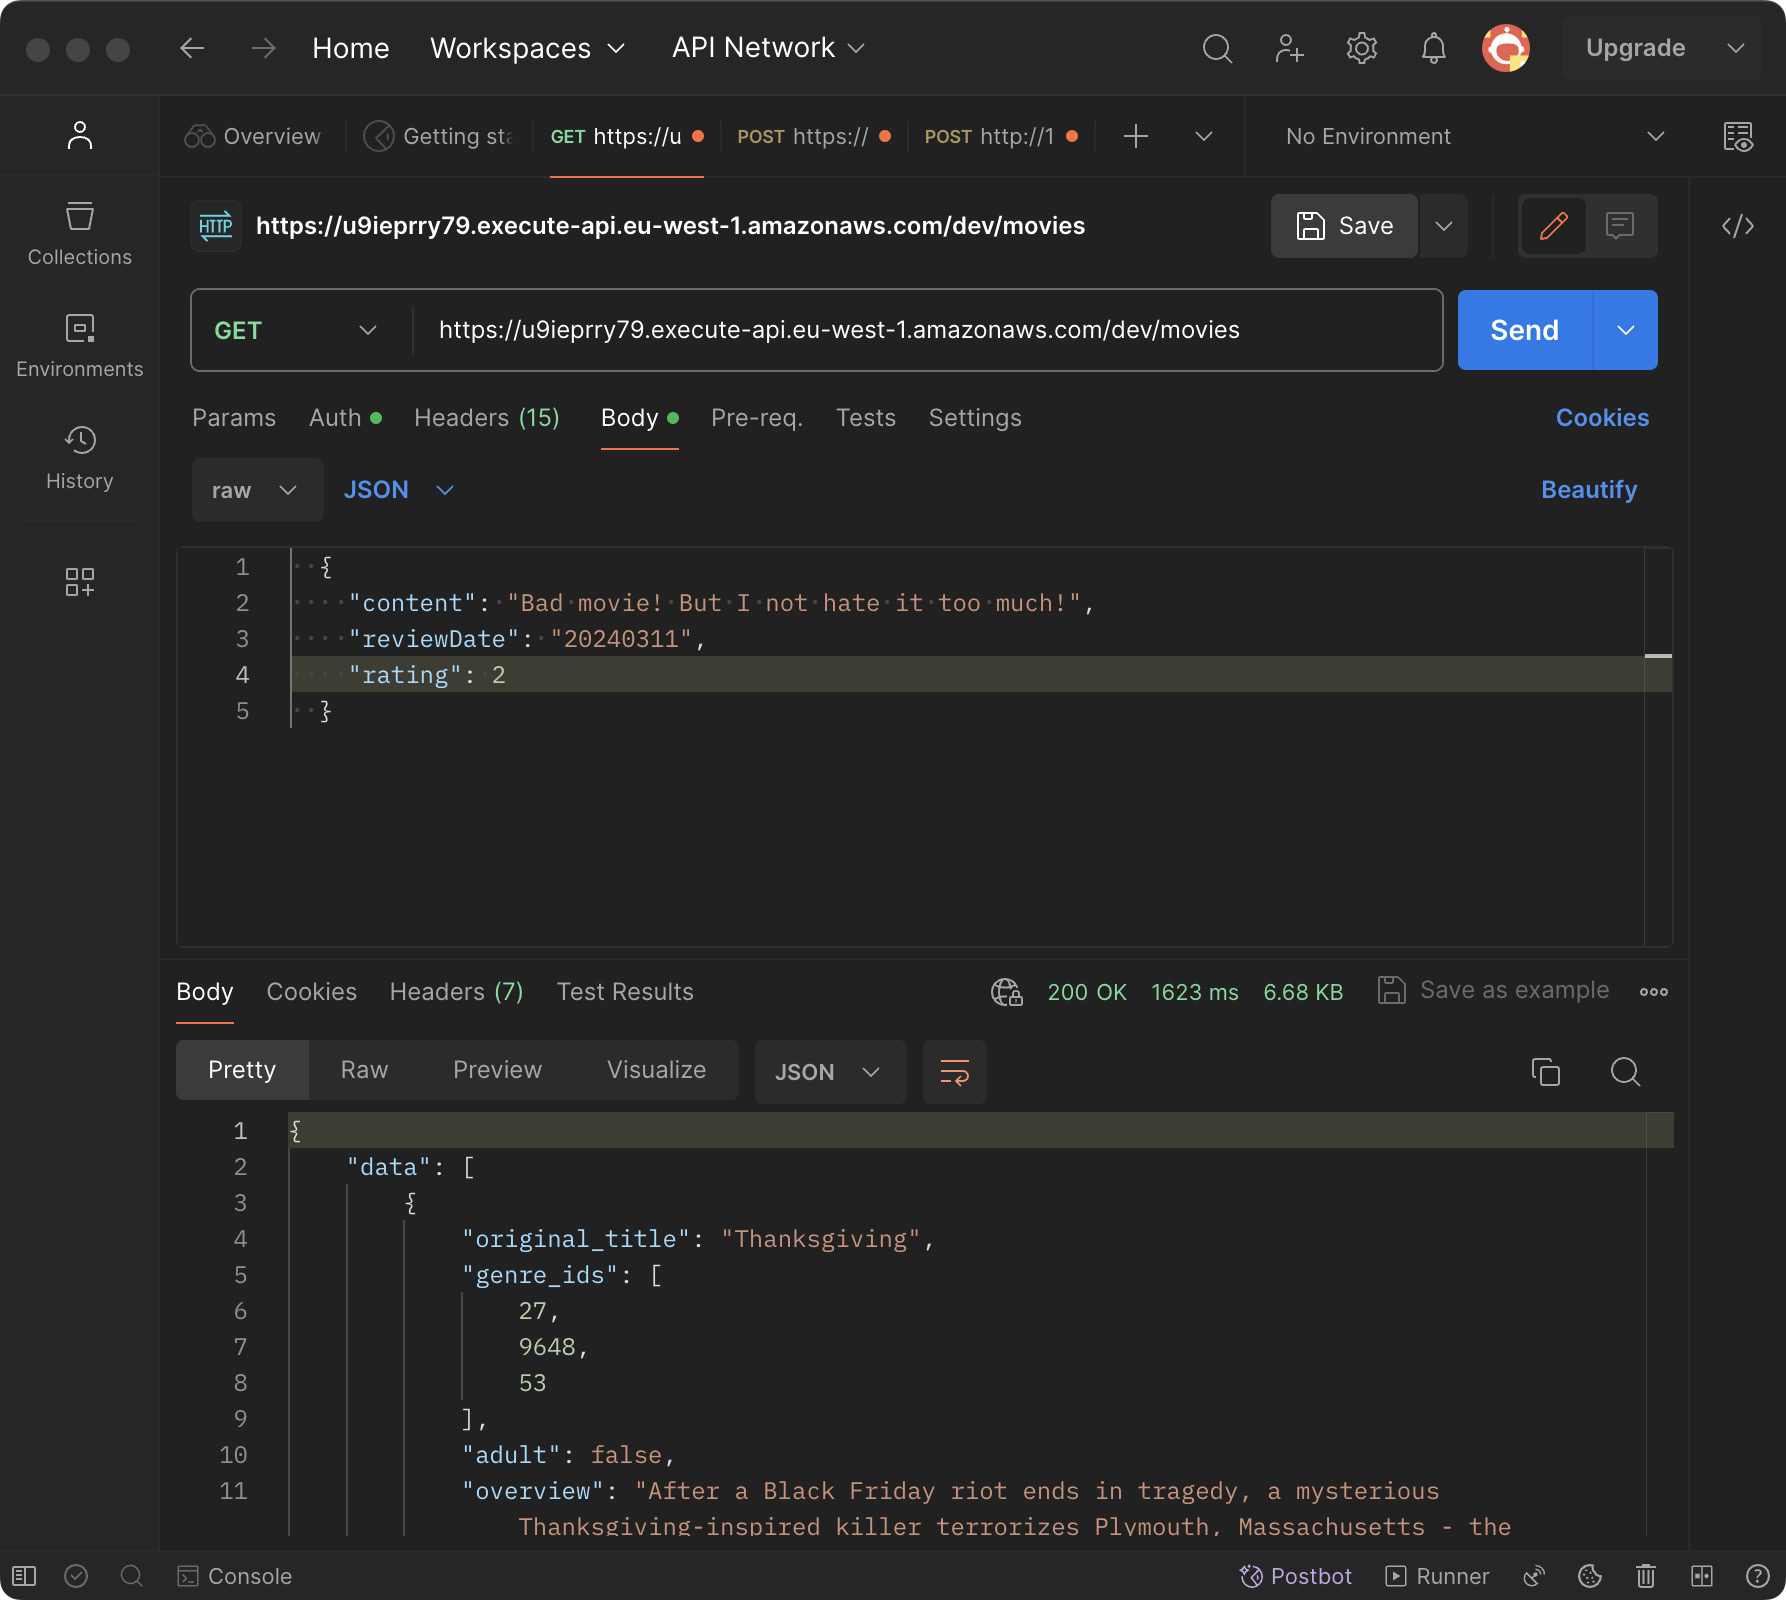 Home Workspaces API Network Upgrade
Overview Getting sta GET https://u POST https:// POST http://1 No Environment
HTTP https://u9ieprry79.execute-api.eu-west-1.amazonaws.com/dev/movies Save
Collections
GET https://u9ieprry79.execute-api.eu-west-1.amazonaws.com/dev/movies Send
Environments
Params Auth Headers (15) Body Pre-req. Tests Settings Cookies
History
raw JSON Beautify
1 {
2 "content": "Bad movie! But I not hate it too much!",
3 "reviewDate": "20240311",
4 "rating": 2
5 }
Body Cookies Headers (7) Test Results 200 OK 1623 ms 6.68 KB Save as example
Pretty Raw Preview Visualize JSON
1 {
2 "data": [
3 {
4 "original_title": "Thanksgiving",
5 "genre_ids": [
6 27,
7 9648,
8 53
9 ],
10 "adult": false,
11 "overview": "After a Black Friday riot ends in tragedy, a mysterious
Thanksgiving-inspired killer terrorizes Plymouth, Massachusetts - the
Console Postbot Runner